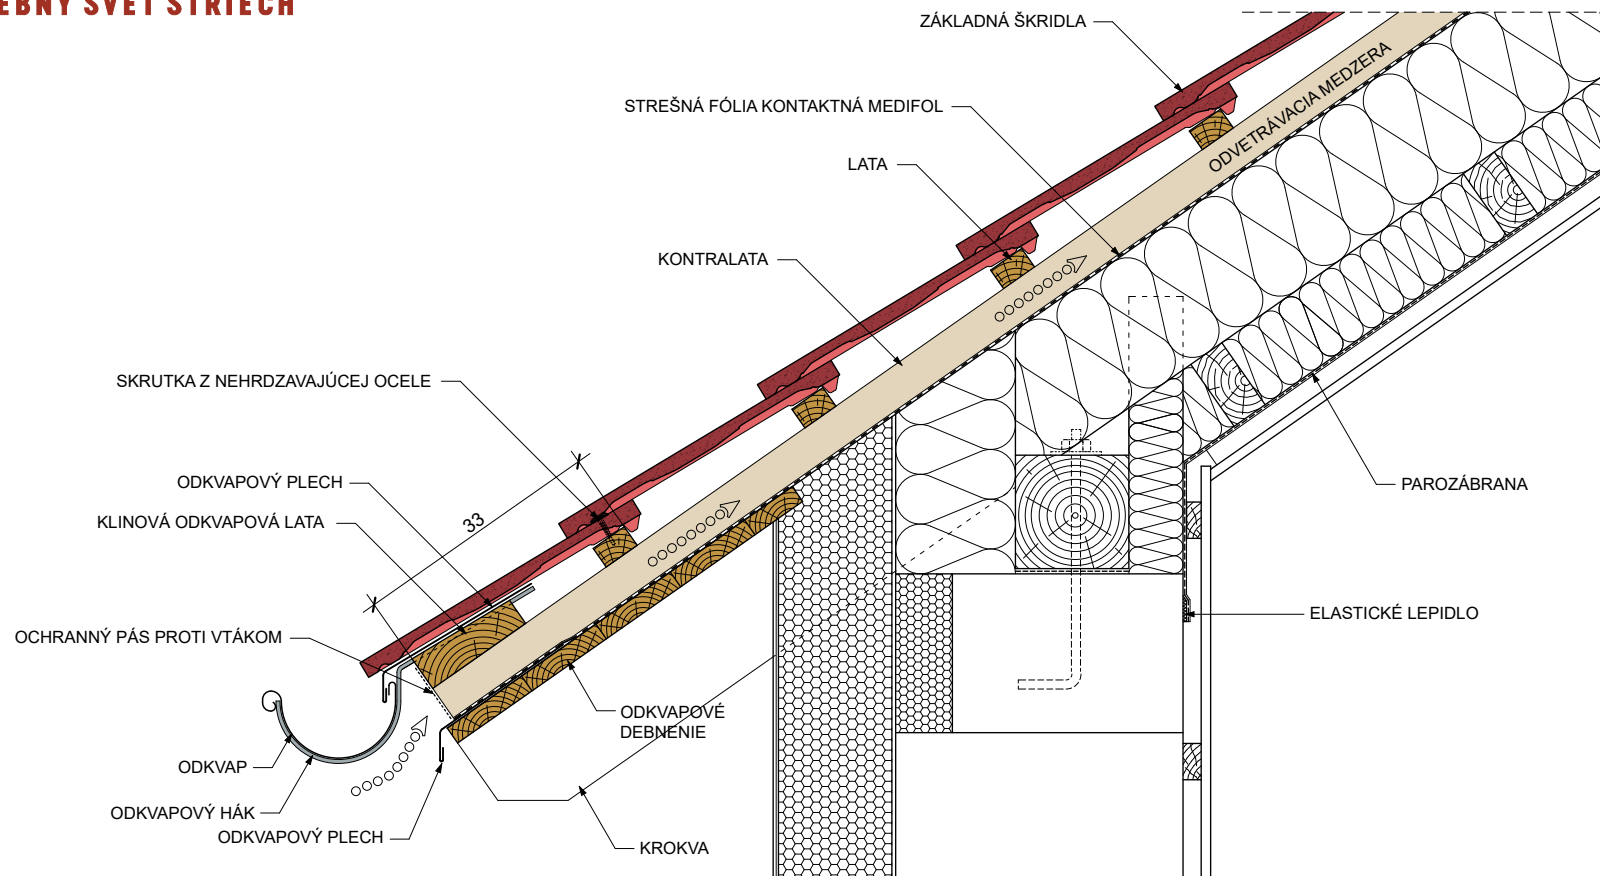 SVET STRIECH
ZÁKLADNÁ ŠKRIDLA
STREŠNÁ FÓLIA KONTAKTNÁ MEDIFOL
ODVETRÁVACIA MEDZERA
LATA
KONTRALATA
SKRUTKA Z NEHRDZAVAJÚCEJ OCELE
ODKVAPOVÝ PLECH
PAROZÁBRANA
KLINOVÁ ODKVAPOVÁ LATA
33
OCHRANNÝ PÁS PROTI VTÁKOM
ELASTICKÉ LEPIDLO
ODKVAPOVÉ
DEBNENIE
ODKVAP
ODKVAPOVÝ HÁK
ODKVAPOVÝ PLECH
KROKVA